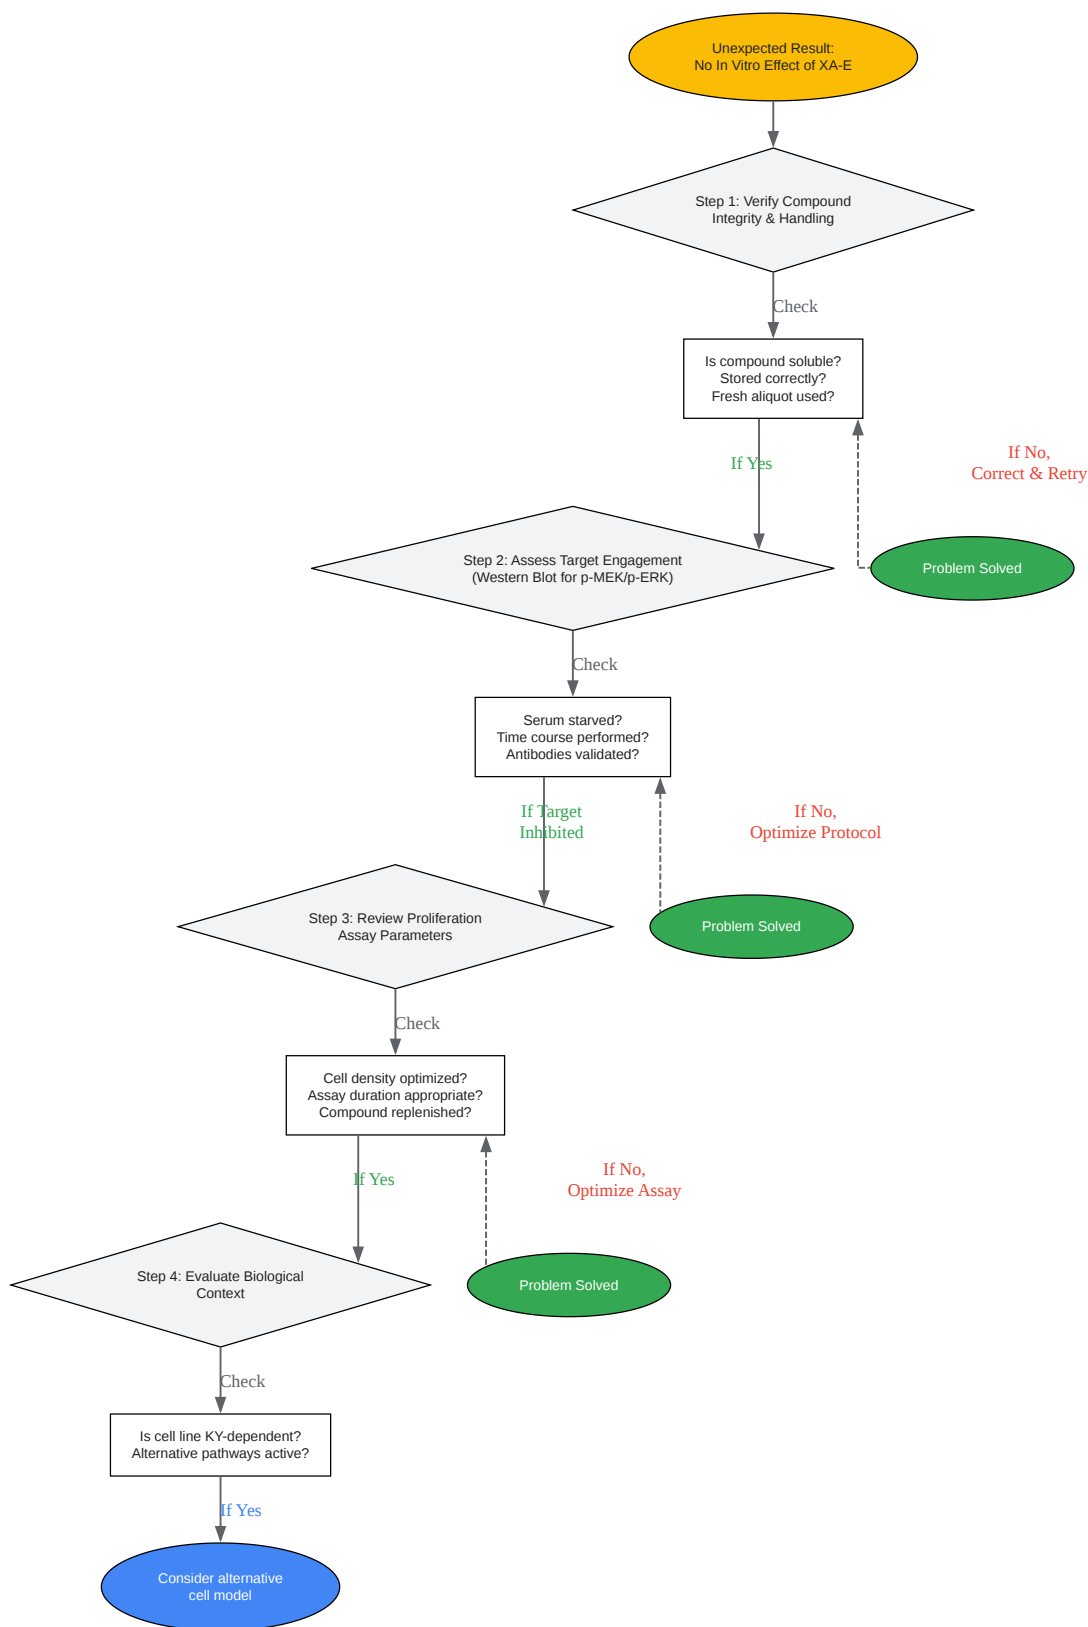 Unexpected Result:
No In Vitro Effect of XA-E
Step 1: Verify Compound
Integrity & Handling
Check
Is compound soluble?
Stored correctly?
Fresh aliquot used?
If Yes
If No,
Correct & Retry
Step 2: Assess Target Engagement
(Western Blot for p-MEK/p-ERK)
Problem Solved
Check
Serum starved?
Time course performed?
Antibodies validated?
If Target
Inhibited
If No,
Optimize Protocol
Step 3: Review Proliferation
Assay Parameters
Problem Solved
Check
Cell density optimized?
Assay duration appropriate?
Compound replenished?
If Yes
If No,
Optimize Assay
Step 4: Evaluate Biological
Context
Problem Solved
Check
Is cell line KY-dependent?
Alternative pathways active?
If Yes
Consider alternative
cell model